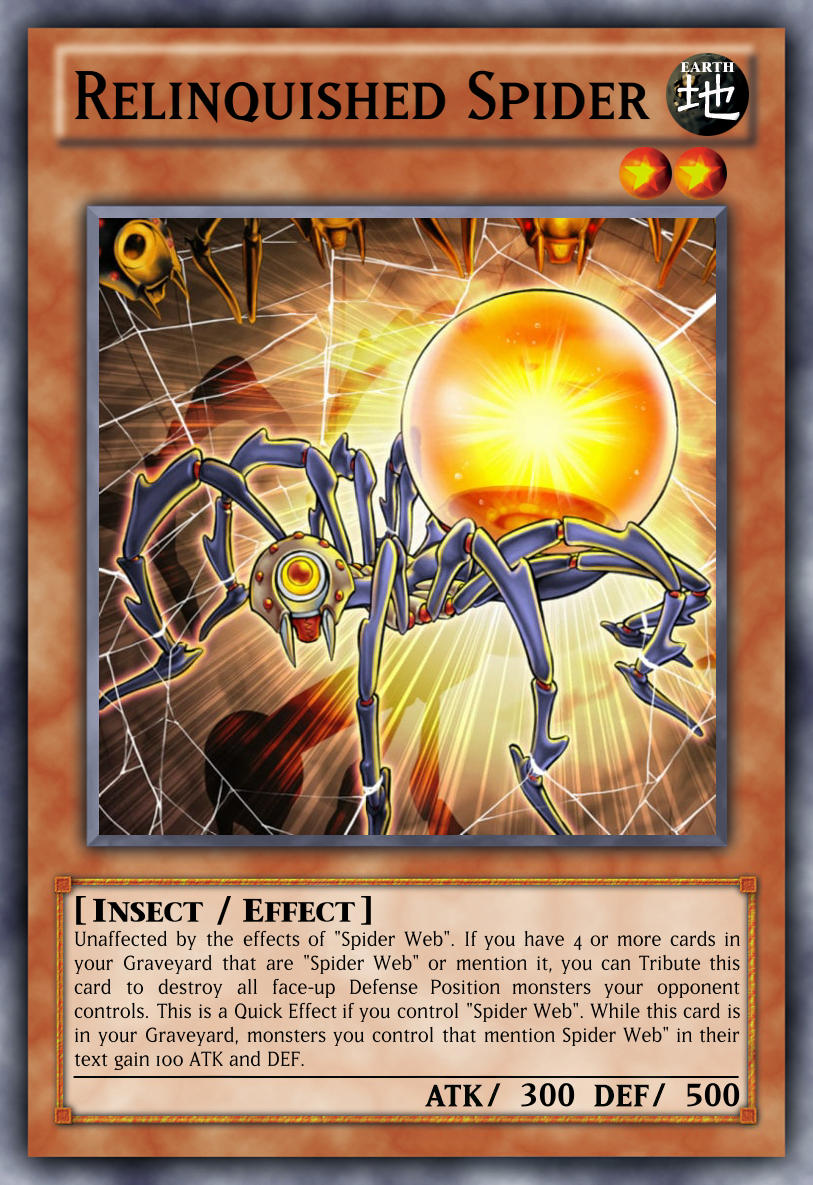 Relinquished Spider
EARTH
地
[ Insect / Effect ]
Unaffected by the effects of "Spider Web". If you have 4 or more cards in
your Graveyard that are "Spider Web" or mention it, you can Tribute this
card to destroy all face-up Defense Position monsters your opponent
controls. This is a Quick Effect if you control "Spider Web". While this card is
in your Graveyard, monsters you control that mention Spider Web" in their
text gain 100 ATK and DEF.
ATK/ 300 DEF/ 500